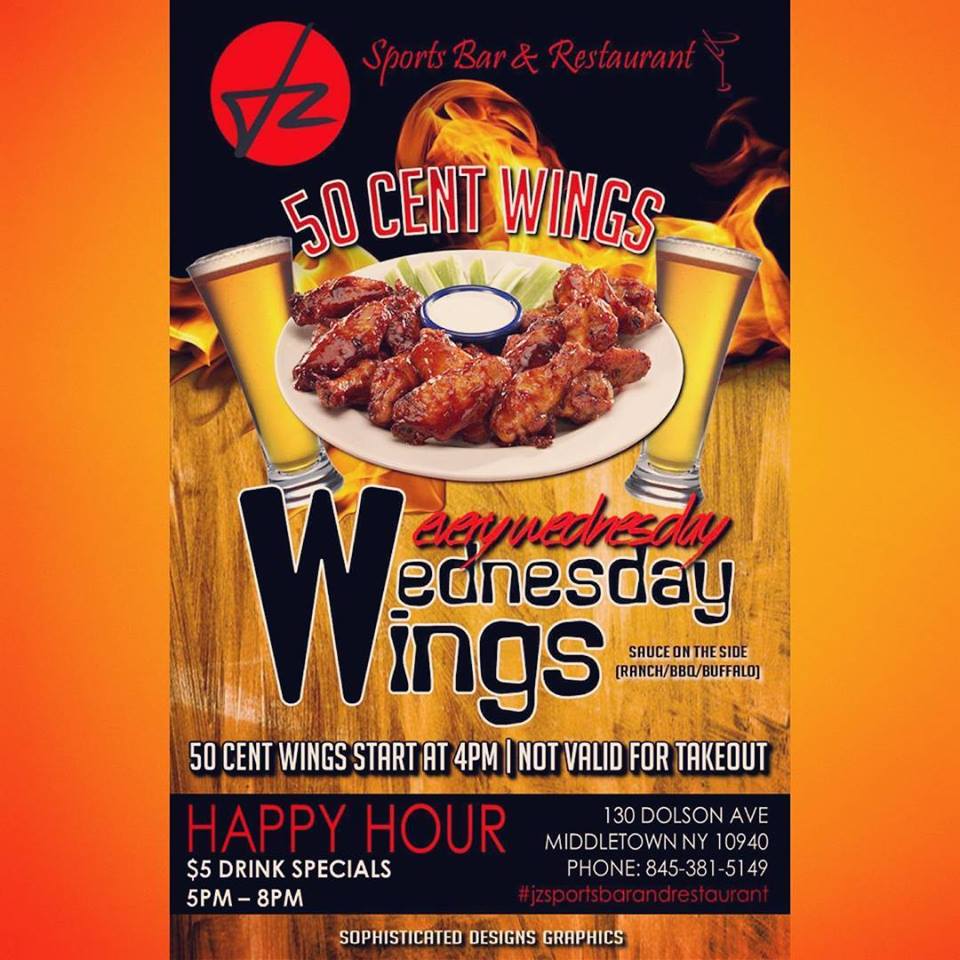 JZ
Sports Bar & Restaurant
50 CENT WINGS
every wednesday
Wednesday
Wings
SAUCE ON THE SIDE
[RANCH/BBQ/BUFFALO]
50 CENT WINGS START AT 4PM | NOT VALID FOR TAKEOUT
HAPPY HOUR
$5 DRINK SPECIALS
5PM – 8PM
130 DOLSON AVE
MIDDLETOWN NY 10940
PHONE: 845-381-5149
#jzsportsbarandrestaurant
SOPHISTICATED DESIGNS GRAPHICS